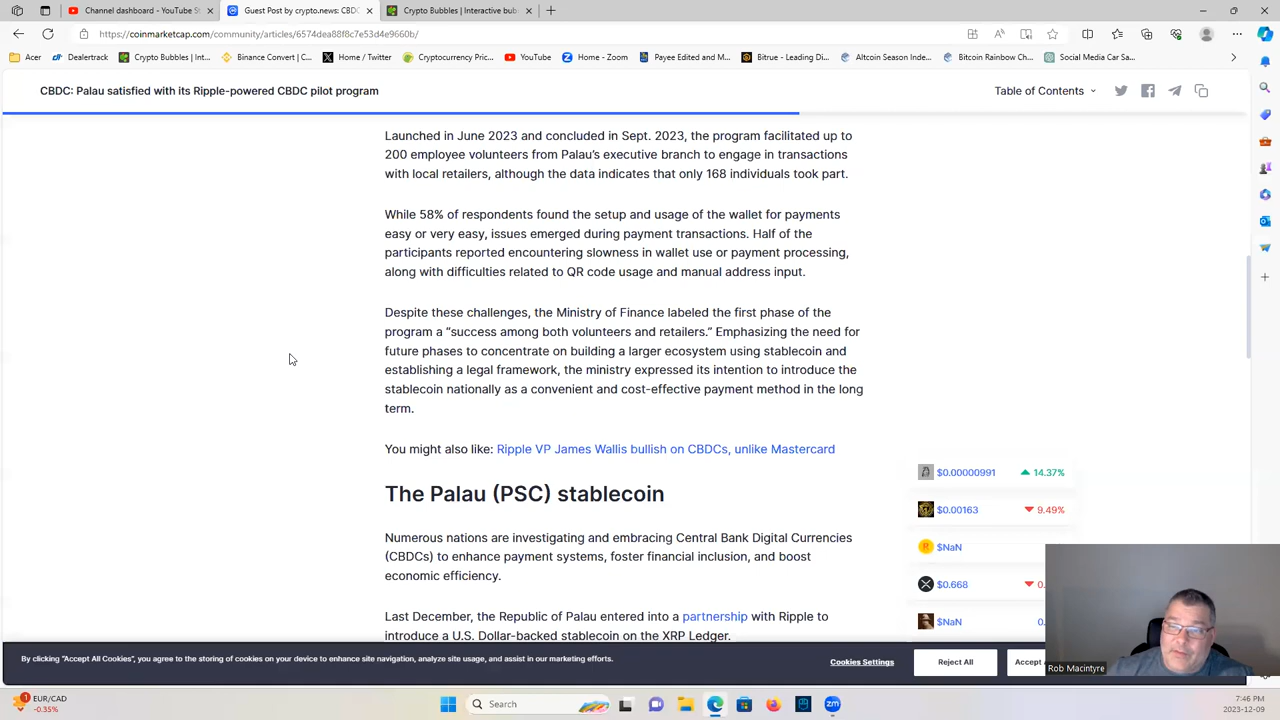 Channel dashboard - YouTube St
Guest Post by crypto.news: CBDC
Crypto Bubbles | Interactive bub
https://coinmarketcap.com/community/articles/6574dea88f8c7e53d4e9660b/
Acer
Dealertrack
Crypto Bubbles | Int...
Binance Convert | C...
Home / Twitter
Cryptocurrency Pric...
YouTube
Home - Zoom
Payee Edited and M...
Bitrue - Leading Di...
Altcoin Season Inde...
Bitcoin Rainbow Ch...
Social Media Car Sa...
CBDC: Palau satisfied with its Ripple-powered CBDC pilot program
Table of Contents
Launched in June 2023 and concluded in Sept. 2023, the program facilitated up to
200 employee volunteers from Palau's executive branch to engage in transactions
with local retailers, although the data indicates that only 168 individuals took part.
While 58% of respondents found the setup and usage of the wallet for payments
easy or very easy, issues emerged during payment transactions. Half of the
participants reported encountering slowness in wallet use or payment processing,
along with difficulties related to QR code usage and manual address input.
Despite these challenges, the Ministry of Finance labeled the first phase of the
program a “success among both volunteers and retailers.” Emphasizing the need for
future phases to concentrate on building a larger ecosystem using stablecoin and
establishing a legal framework, the ministry expressed its intention to introduce the
stablecoin nationally as a convenient and cost-effective payment method in the long
term.
You might also like: Ripple VP James Wallis bullish on CBDCs, unlike Mastercard
The Palau (PSC) stablecoin
Numerous nations are investigating and embracing Central Bank Digital Currencies
(CBDCs) to enhance payment systems, foster financial inclusion, and boost
economic efficiency.
Last December, the Republic of Palau entered into a partnership with Ripple to
introduce a U.S. Dollar-backed stablecoin on the XRP Ledger.
$0.00000991 14.37%
$0.00163 9.49%
$NaN
$0.668 0.
$NaN 0.
By clicking “Accept All Cookies”, you agree to the storing of cookies on your device to enhance site navigation, analyze site usage, and assist in our marketing efforts.
Cookies Settings
Reject All
Accept
Rob Macintyre
1
EUR/CAD
-0.35%
Search
zm
7:46 PM
2023-12-09